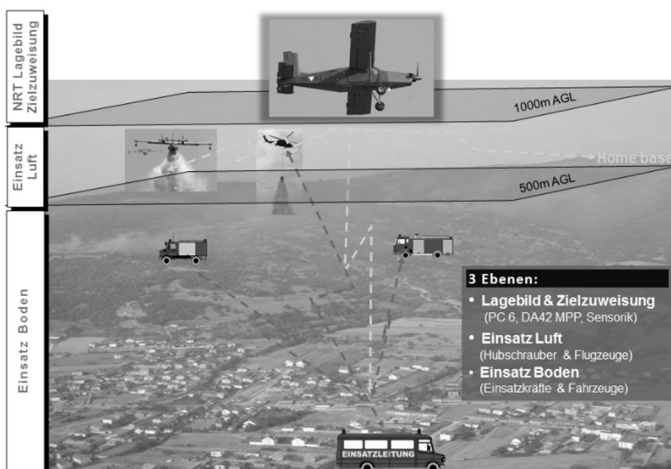 NRT Lagebild
Zielzuweisung
1000m AGL
Einsatz
Luft
Home base
500m AGL
Einsatz Boden
3 Ebenen:
• Lagebild & Zielzuweisung
(PC 6, DA42 MPP, Sensorik)
• Einsatz Luft
(Hubschrauber & Flugzeuge)
• Einsatz Boden
(Einsatzkräfte & Fahrzeuge)
EINSATZLEITUNG